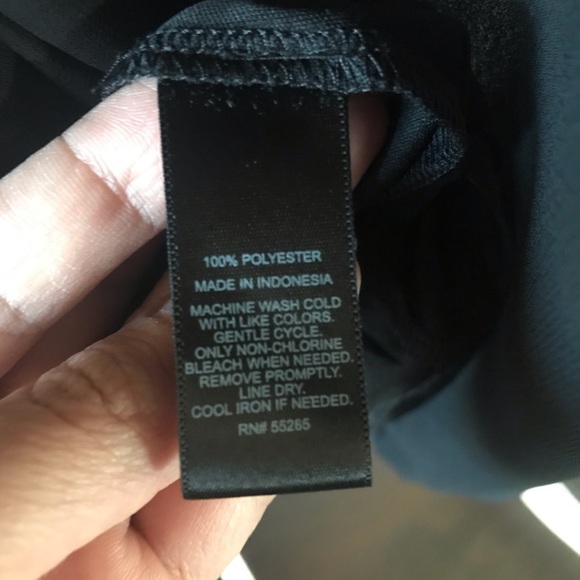 100% POLYESTER
MADE IN INDONESIA
MACHINE WASH COLD
WITH LIKE COLORS.
GENTLE CYCLE.
ONLY NON-CHLORINE
BLEACH WHEN NEEDED.
REMOVE PROMPTLY.
LINE DRY.
COOL IRON IF NEEDED.
RN# 55285